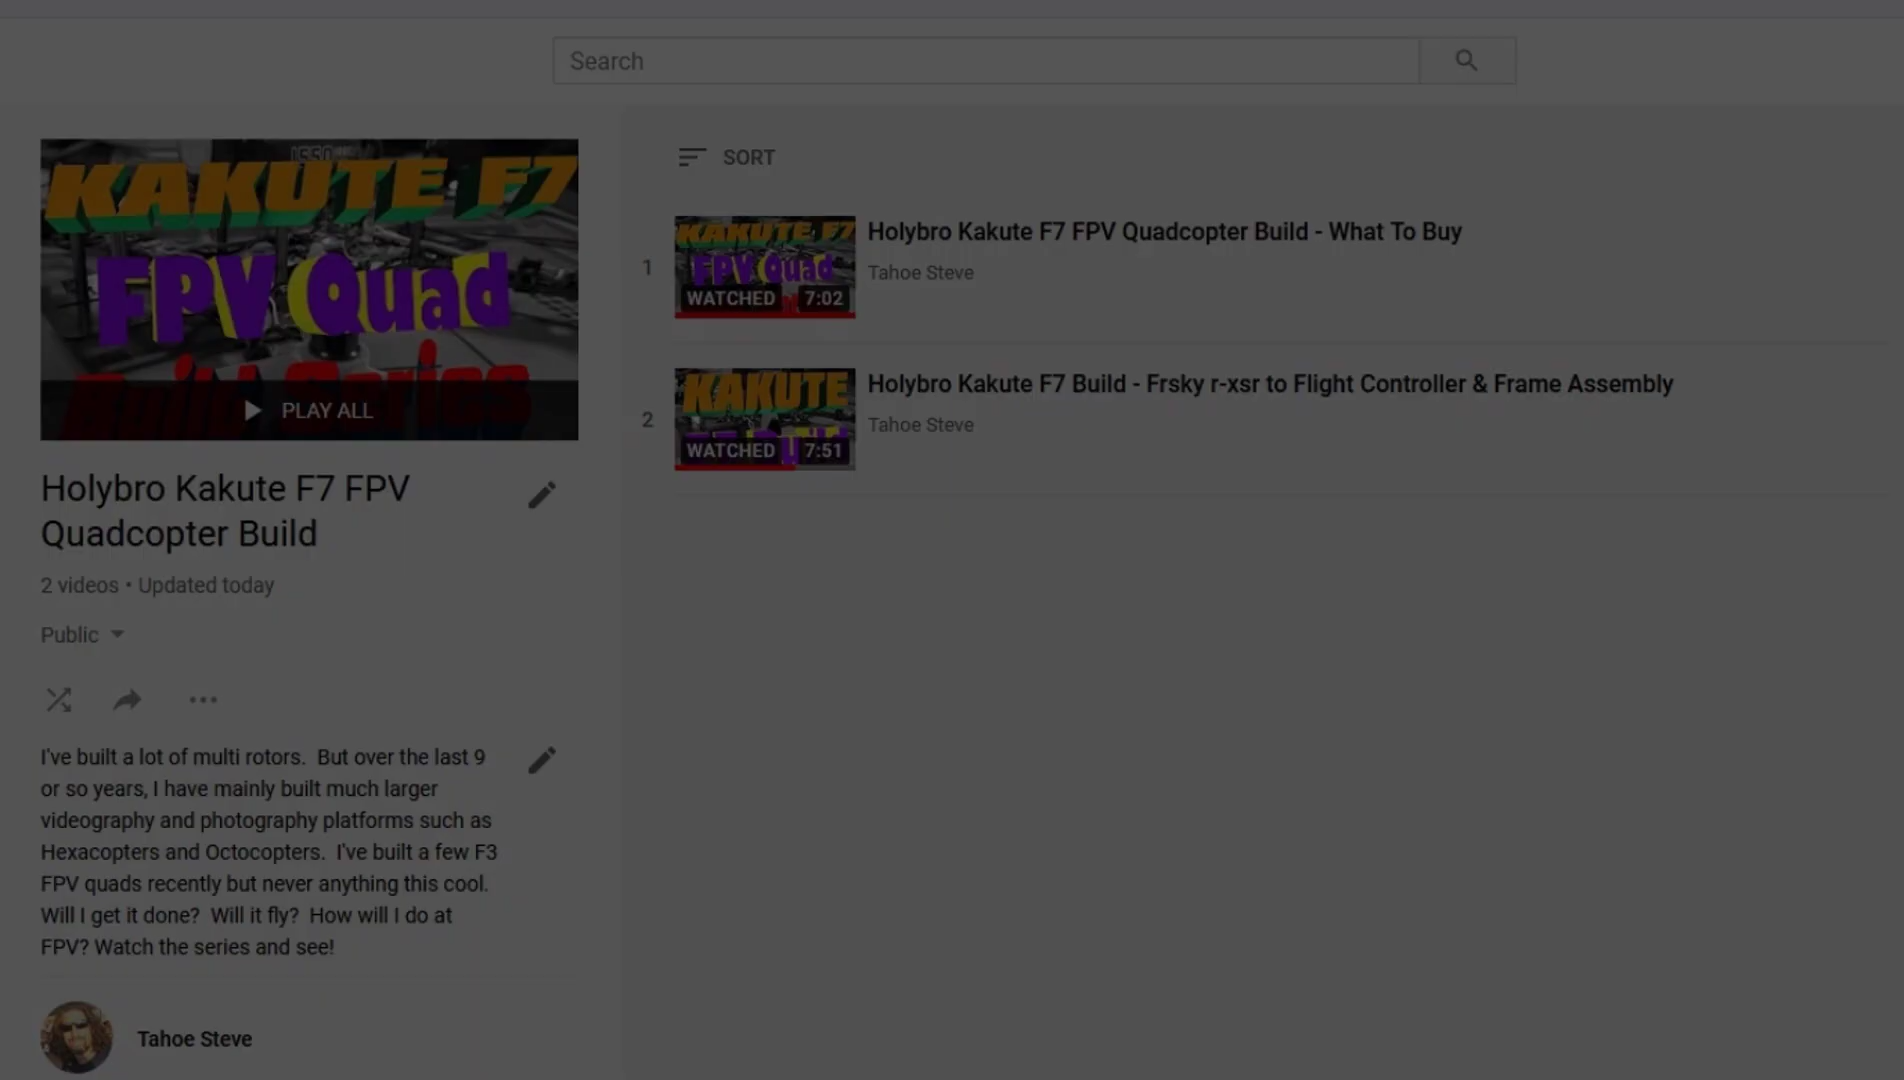 Search
KAKUTE F7
FPV Quad
Build Series
PLAY ALL
Holybro Kakute F7 FPV
Quadcopter Build
2 videos • Updated today
Public
I've built a lot of multi rotors.  But over the last 9
or so years, I have mainly built much larger
videography and photography platforms such as
Hexacopters and Octocopters.  I've built a few F3
FPV quads recently but never anything this cool.
Will I get it done?  Will it fly?  How will I do at
FPV? Watch the series and see!
Tahoe Steve
SORT
1
KAKUTE F7
FPV Quad
WATCHED
7:02
Holybro Kakute F7 FPV Quadcopter Build - What To Buy
Tahoe Steve
2
KAKUTE
WATCHED
7:51
Holybro Kakute F7 Build - Frsky r-xsr to Flight Controller & Frame Assembly
Tahoe Steve